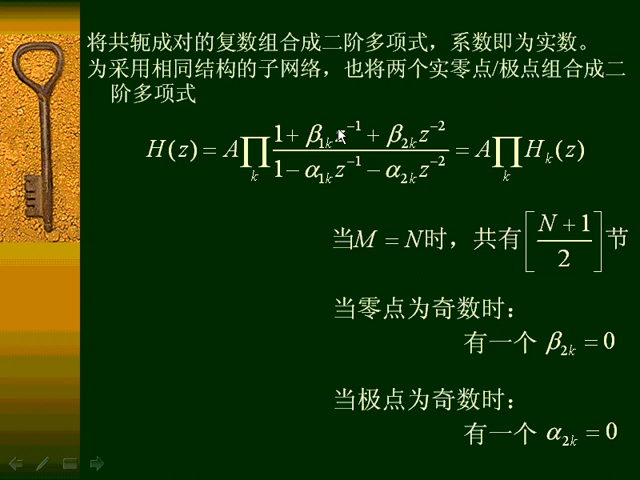 将共轭成对的复数组合成二阶多项式，系数即为实数。
为采用相同结构的子网络，也将两个实零点/极点组合成二
阶多项式
H(z) = A∏_k (1 + β_{1k}z^{-1} + β_{2k}z^{-2}) / (1 − α_{1k}z^{-1} − α_{2k}z^{-2}) = A∏_k H_k(z)
当M = N时，共有[(N + 1) / 2]节
当零点为奇数时：
有一个 β_{2k} = 0
当极点为奇数时：
有一个 α_{2k} = 0